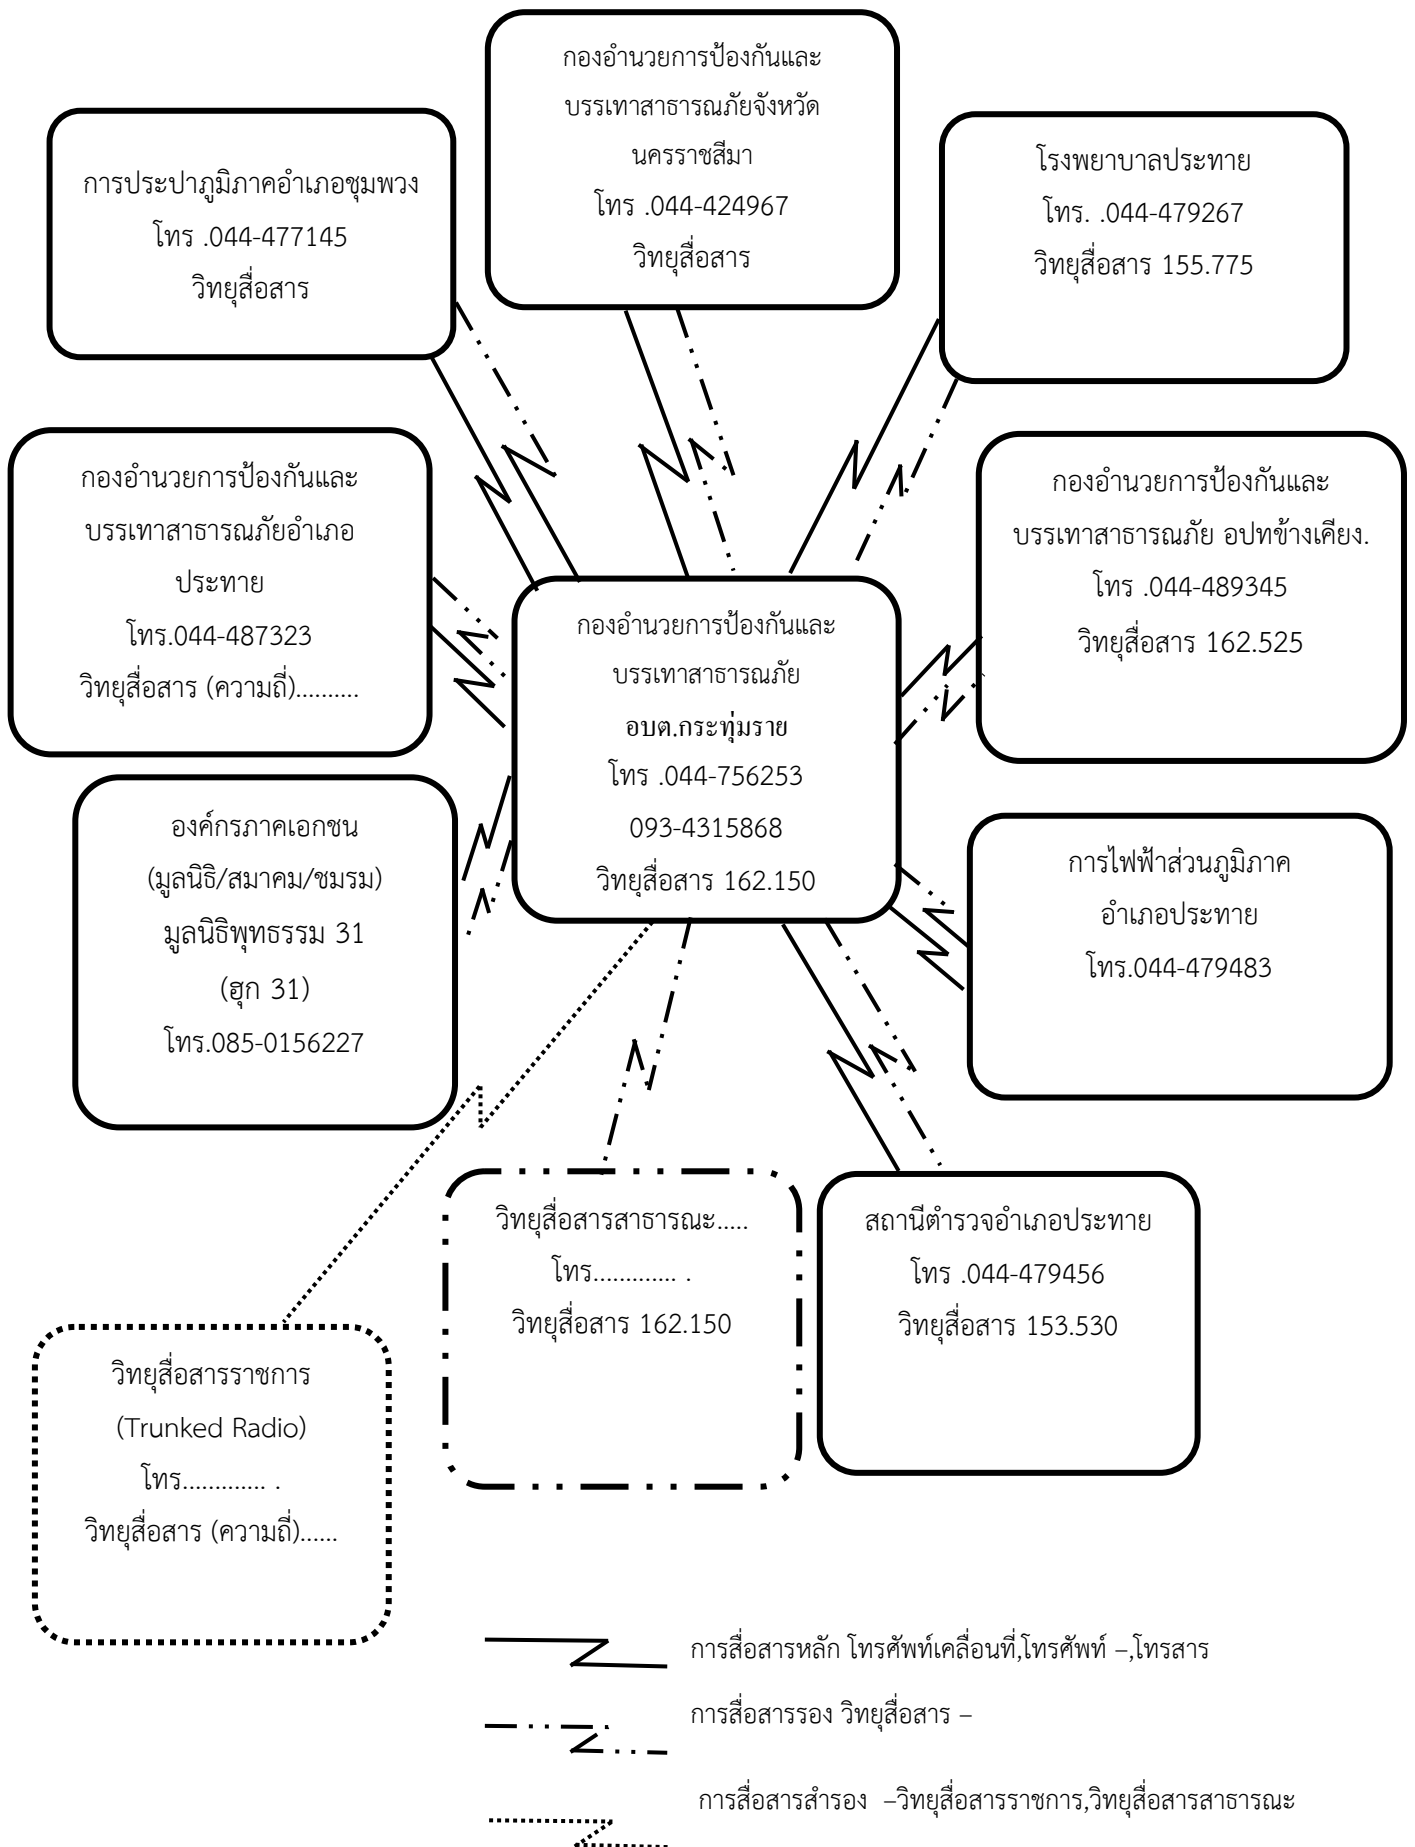 กองอำนวยการป้องกันและ
บรรเทาสาธารณภัยจังหวัด
นครราชสีมา
โทร .044-424967
วิทยุสื่อสาร
การประปาภูมิภาคอำเภอชุมพวง
โทร .044-477145
วิทยุสื่อสาร
โรงพยาบาลประทาย
โทร. .044-479267
วิทยุสื่อสาร 155.775
กองอำนวยการป้องกันและ
บรรเทาสาธารณภัยอำเภอ
ประทาย
โทร.044-487323
วิทยุสื่อสาร (ความถี่)..........
กองอำนวยการป้องกันและ
บรรเทาสาธารณภัย อปทข้างเคียง.
โทร .044-489345
วิทยุสื่อสาร 162.525
กองอำนวยการป้องกันและ
บรรเทาสาธารณภัย
อบต.กระทุ่มราย
โทร .044-756253
093-4315868
วิทยุสื่อสาร 162.150
องค์กรภาคเอกชน
(มูลนิธิ/สมาคม/ชมรม)
มูลนิธิพุทธรรม 31
(ฮุก 31)
โทร.085-0156227
การไฟฟ้าส่วนภูมิภาค
อำเภอประทาย
โทร.044-479483
วิทยุสื่อสารสาธารณะ.....
โทร............. .
วิทยุสื่อสาร 162.150
สถานีตำรวจอำเภอประทาย
โทร .044-479456
วิทยุสื่อสาร 153.530
วิทยุสื่อสารราชการ
(Trunked Radio)
โทร............. .
วิทยุสื่อสาร (ความถี่)......
การสื่อสารหลัก โทรศัพท์เคลื่อนที่,โทรศัพท์ –,โทรสาร
การสื่อสารรอง วิทยุสื่อสาร –
การสื่อสารสำรอง –วิทยุสื่อสารราชการ,วิทยุสื่อสารสาธารณะ